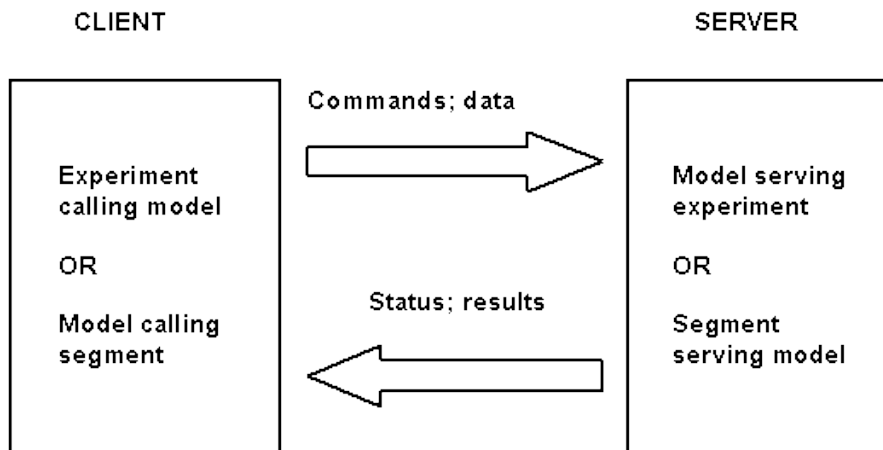 CLIENT
SERVER
Commands; data
Experiment
calling model
OR
Model calling
segment
Status; results
Model serving
experiment
OR
Segment
serving model